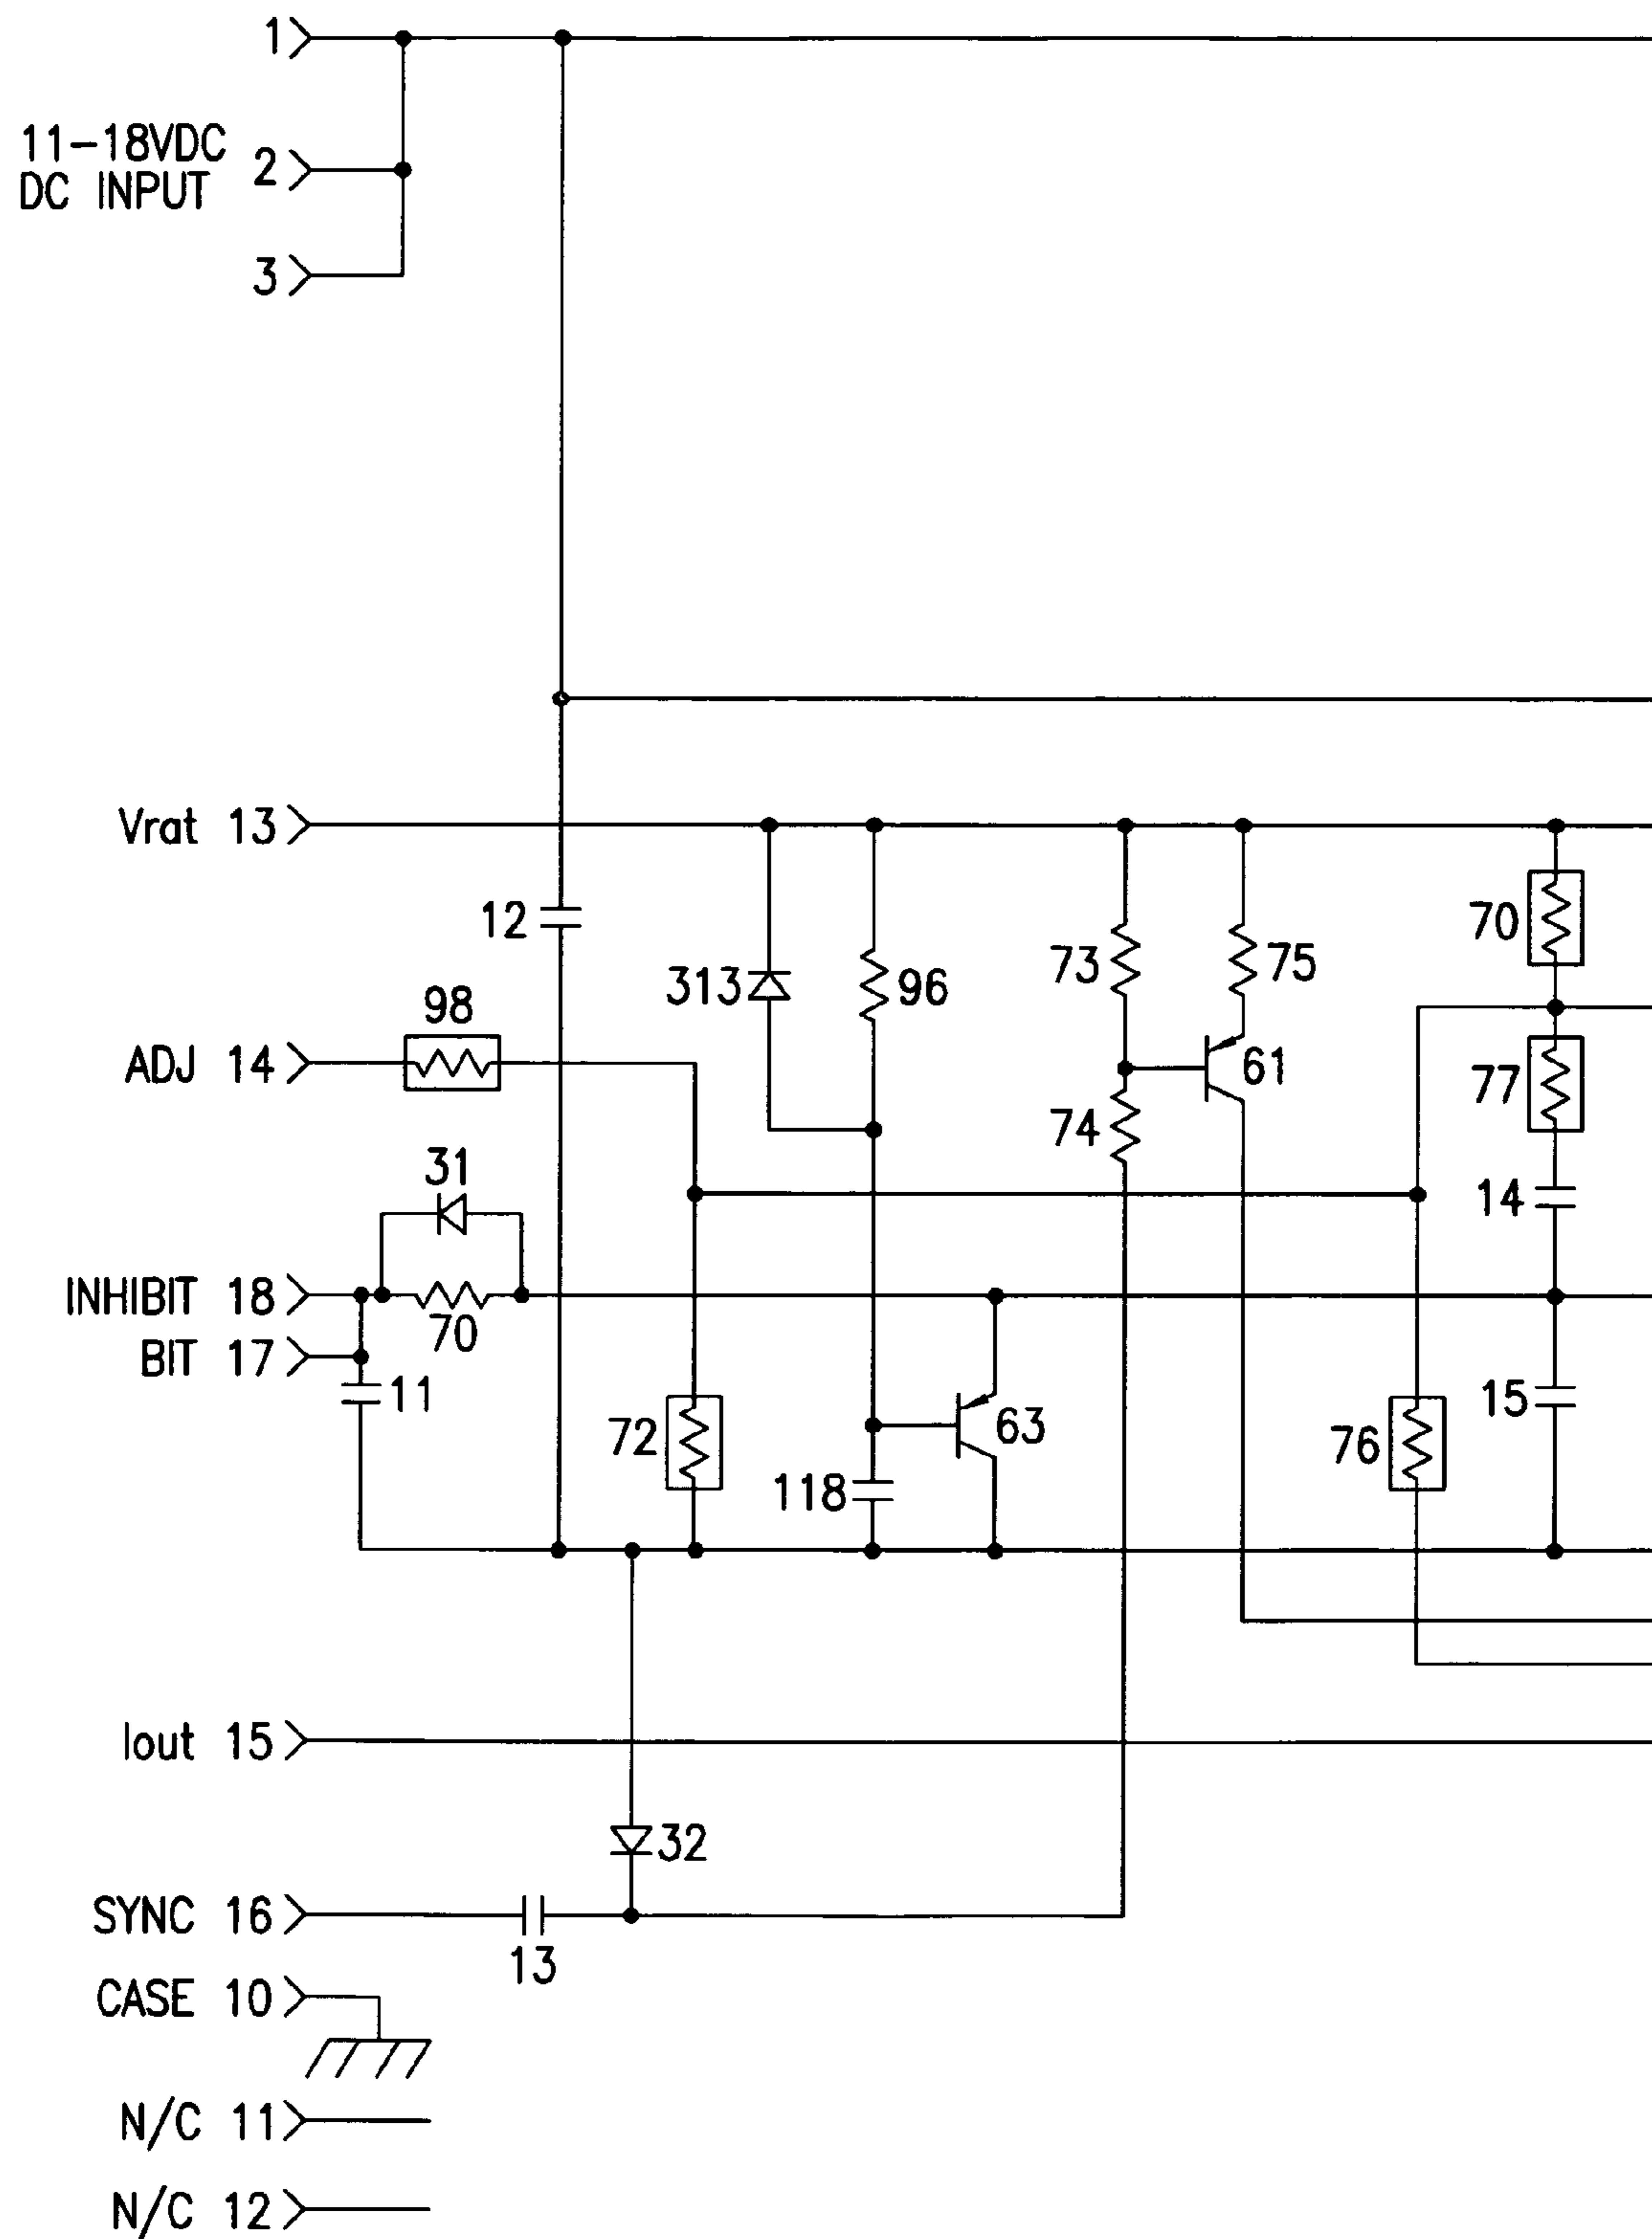 1
11-18VDC
DC INPUT
2
3
Vrat 13
12
313
96
73
75
70
98
ADJ 14
61
77
74
31
14
INHIBIT 18
70
BIT 17
11
15
72
63
76
118
Iout 15
32
SYNC 16
13
CASE 10
N/C 11
N/C 12